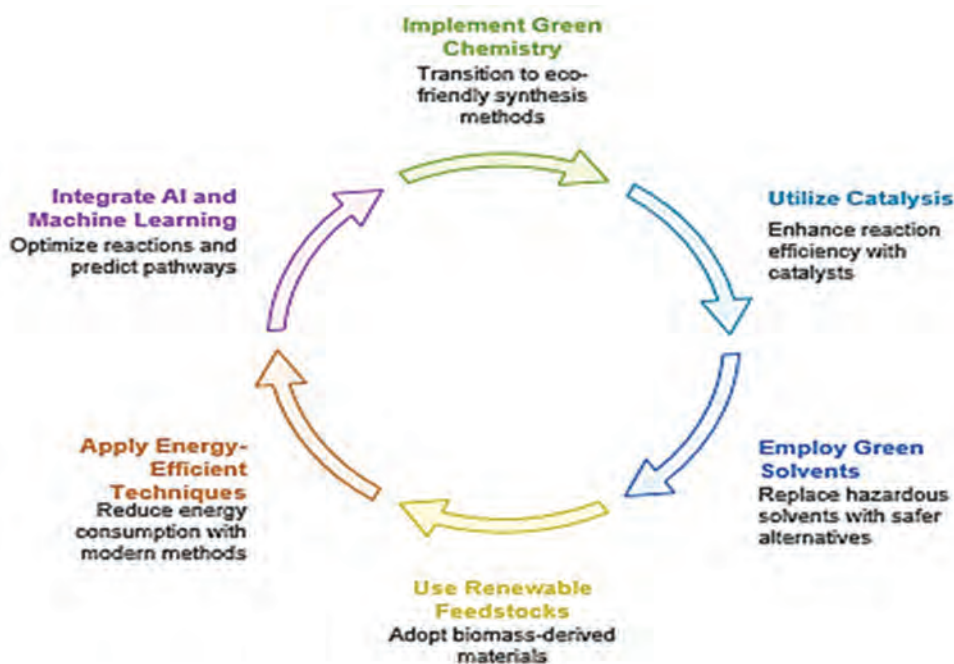 Implement Green
Chemistry
Transition to eco-
friendly synthesis
methods
Utilize Catalysis
Enhance reaction
efficiency with
catalysts
Employ Green
Solvents
Replace hazardous
solvents with safer
alternatives
Use Renewable
Feedstocks
Adopt biomass-derived
materials
Apply Energy-
Efficient
Techniques
Reduce energy
consumption with
modern methods
Integrate AI and
Machine Learning
Optimize reactions and
predict pathways